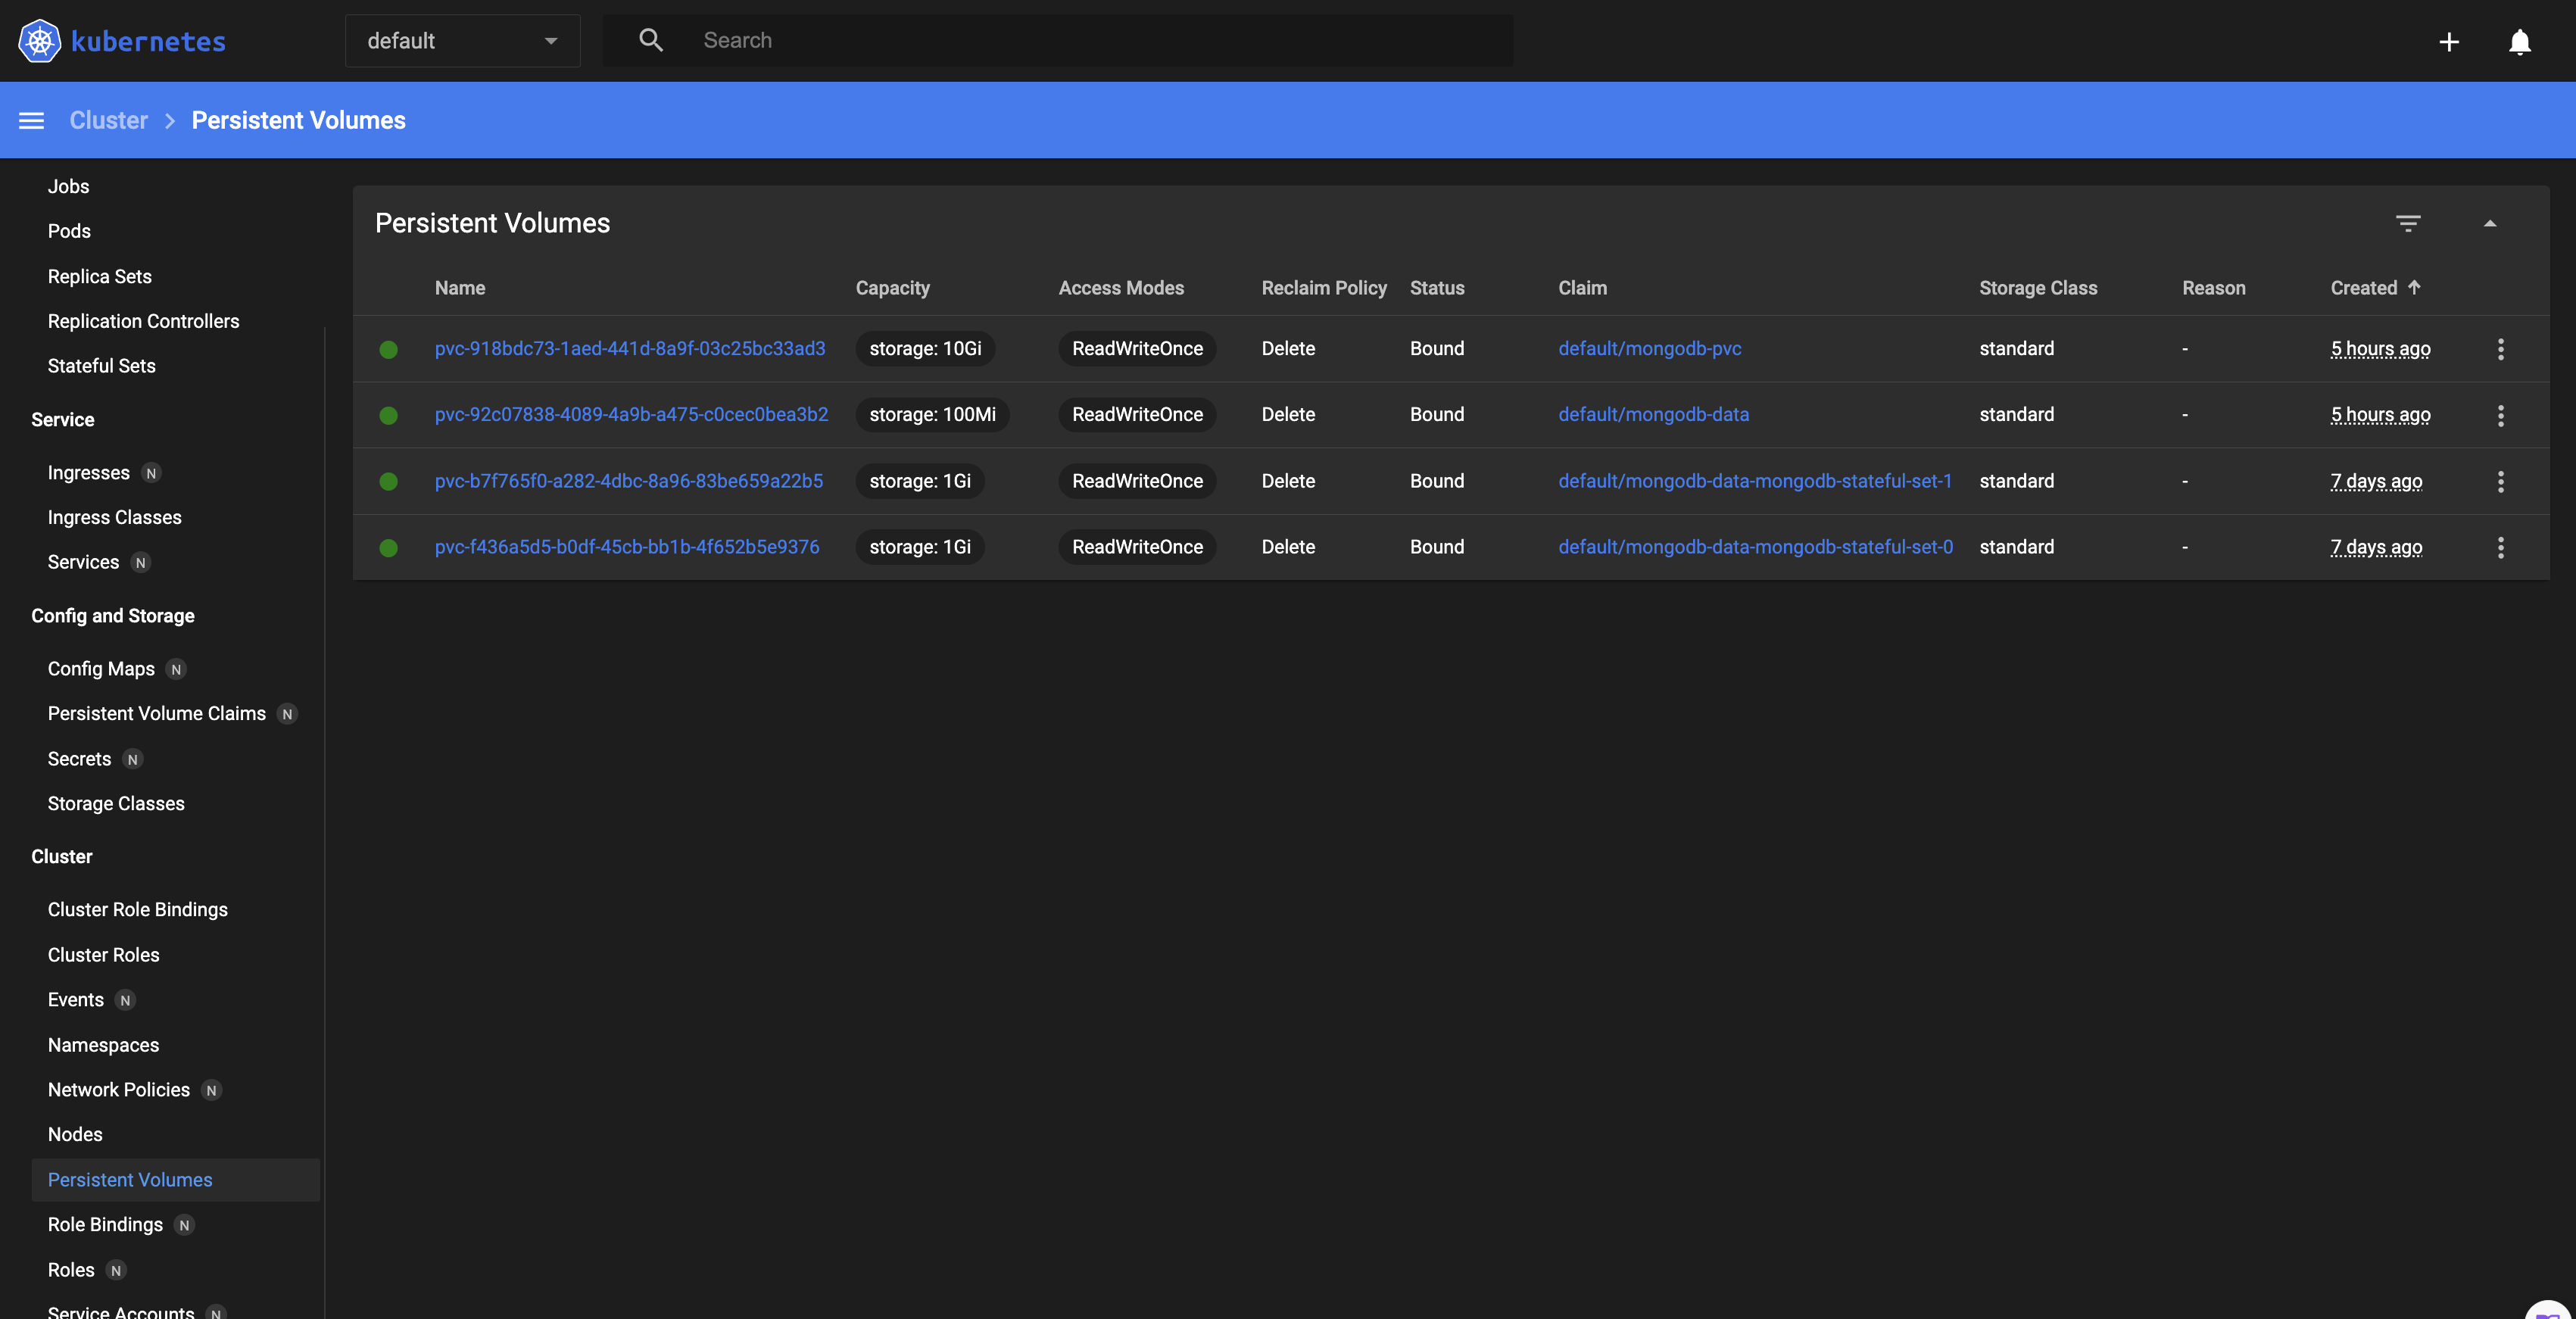 kubernetes
default
Search
Cluster > Persistent Volumes
Jobs
Pods
Replica Sets
Replication Controllers
Stateful Sets
Service
Ingresses N
Ingress Classes
Services N
Config and Storage
Config Maps N
Persistent Volume Claims N
Secrets N
Storage Classes
Cluster
Cluster Role Bindings
Cluster Roles
Events N
Namespaces
Network Policies N
Nodes
Persistent Volumes
Role Bindings N
Roles N
Service Accounts N
Persistent Volumes
Name Capacity Access Modes Reclaim Policy Status Claim Storage Class Reason Created ↑
pvc-918bdc73-1aed-441d-8a9f-03c25bc33ad3 storage: 10Gi ReadWriteOnce Delete Bound default/mongodb-pvc standard - 5 hours ago
pvc-92c07838-4089-4a9b-a475-c0cec0bea3b2 storage: 100Mi ReadWriteOnce Delete Bound default/mongodb-data standard - 5 hours ago
pvc-b7f765f0-a282-4dbc-8a96-83be659a22b5 storage: 1Gi ReadWriteOnce Delete Bound default/mongodb-data-mongodb-stateful-set-1 standard - 7 days ago
pvc-f436a5d5-b0df-45cb-bb1b-4f652b5e9376 storage: 1Gi ReadWriteOnce Delete Bound default/mongodb-data-mongodb-stateful-set-0 standard - 7 days ago